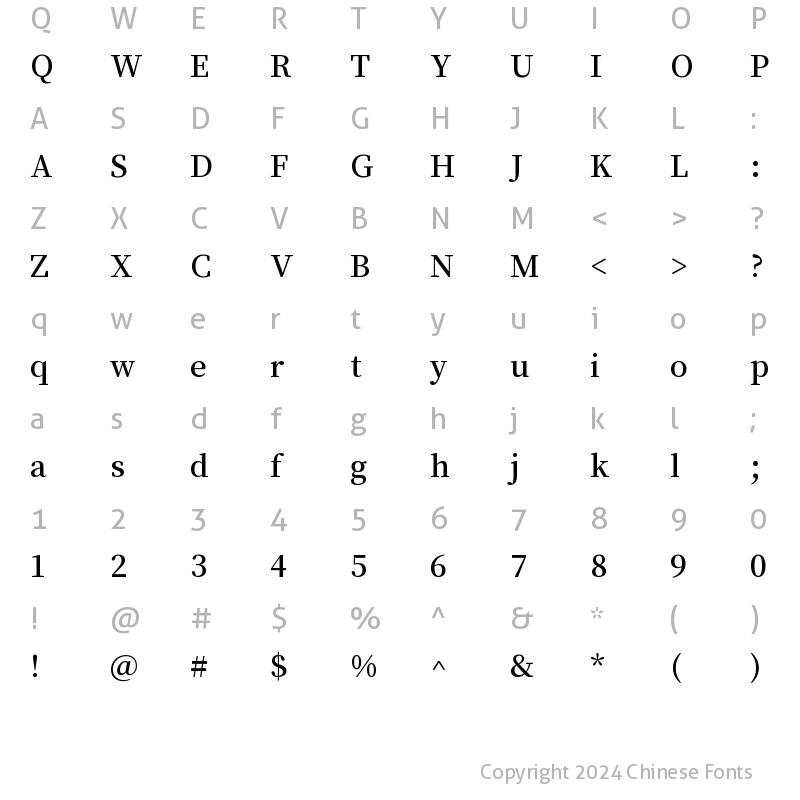 Q W E R T Y U I O P
Q W E R T Y U I O P
A S D F G H J K L :
A S D F G H J K L :
Z X C V B N M < > ?
Z X C V B N M < > ?
q w e r t y u i o p
q w e r t y u i o p
a s d f g h j k l ;
a s d f g h j k l ;
1 2 3 4 5 6 7 8 9 0
1 2 3 4 5 6 7 8 9 0
! @ # $ % ^ & * ( )
! @ # $ % ^ & * ( )
Copyright 2024 Chinese Fonts